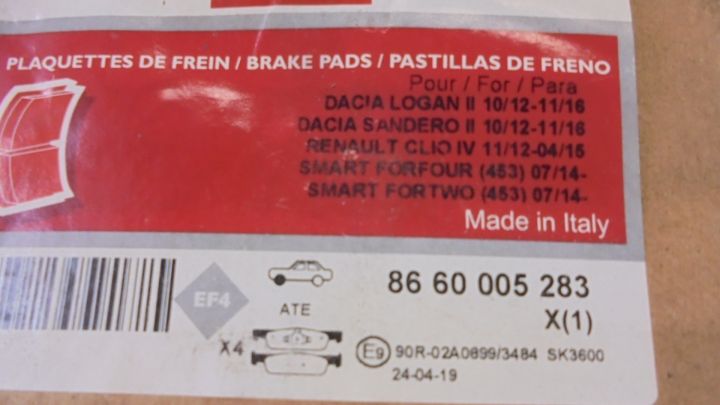 PLAQUETTES DE FREIN / BRAKE PADS / PASTILLAS DE FRENO
Pour / For / Para
DACIA LOGAN II 10/12-11/16
DACIA SANDERO II 10/12-11/16
RENAULT CLIO IV 11/12-04/15
SMART FORFOUR (453) 07/14-
SMART FORTWO (453) 07/14-
Made in Italy
EF4
86 60 005 283
ATE
X(1)
X4
E9 90R-02A0899/3484 SK3600
24-04-19